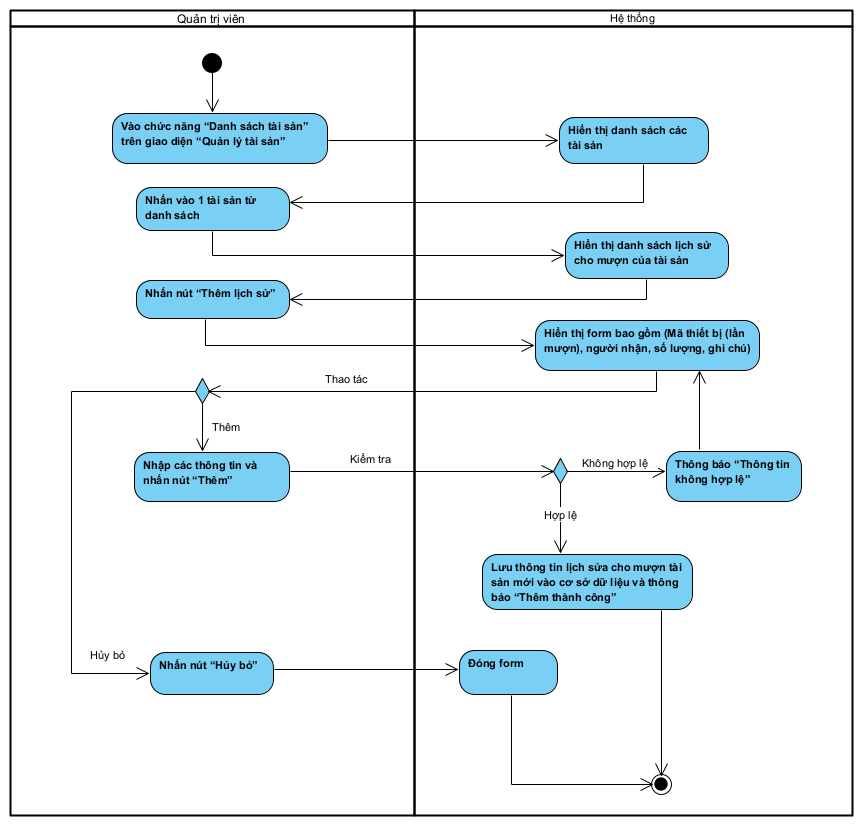 Quản trị viên
Hệ thống
Vào chức năng “Danh sách tài sản”
trên giao diện “Quản lý tài sản”
Hiển thị danh sách các
tài sản
Nhấn vào 1 tài sản từ
danh sách
Hiển thị danh sách lịch sử
cho mượn của tài sản
Nhấn nút “Thêm lịch sử”
Hiển thị form bao gồm (Mã thiết bị (lần
mượn), người nhận, số lượng, ghi chú)
Thao tác
Thêm
Nhập các thông tin và
nhấn nút “Thêm”
Kiểm tra
Không hợp lệ
Thông báo “Thông tin
không hợp lệ”
Hợp lệ
Lưu thông tin lịch sửa cho mượn tài
sản mới vào cơ sở dữ liệu và thông
báo “Thêm thành công”
Hủy bỏ
Nhấn nút “Hủy bỏ”
Đóng form